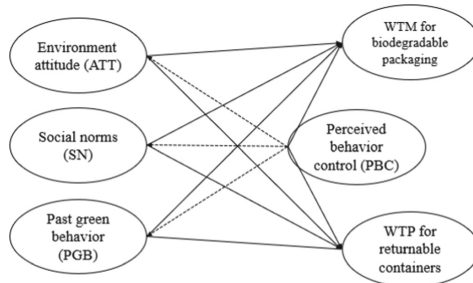 Environment
attitude (ATT)
Social norms
(SN)
Past green
behavior
(PGB)
WTM for
biodegradable
packaging
Perceived
behavior
control (PBC)
WTP for
returnable
containers